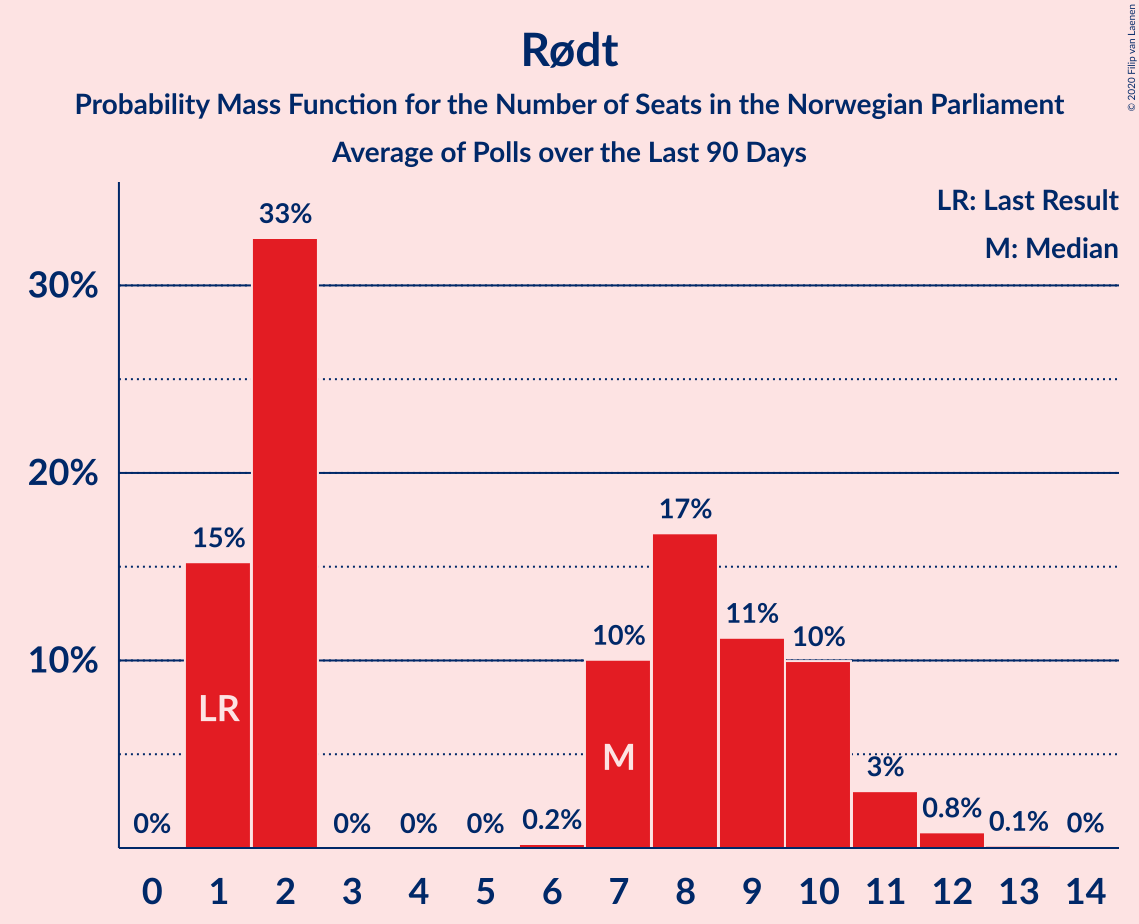 Rødt
Probability Mass Function for the Number of Seats in the Norwegian Parliament
Average of Polls over the Last 90 Days
© 2020 Filip van Laenen
LR: Last Result
M: Median
30%
20%
10%
0%
15%
33%
0%
0%
0%
0.2%
10%
17%
11%
10%
3%
0.8%
0.1%
0%
LR
M
0 1 2 3 4 5 6 7 8 9 10 11 12 13 14